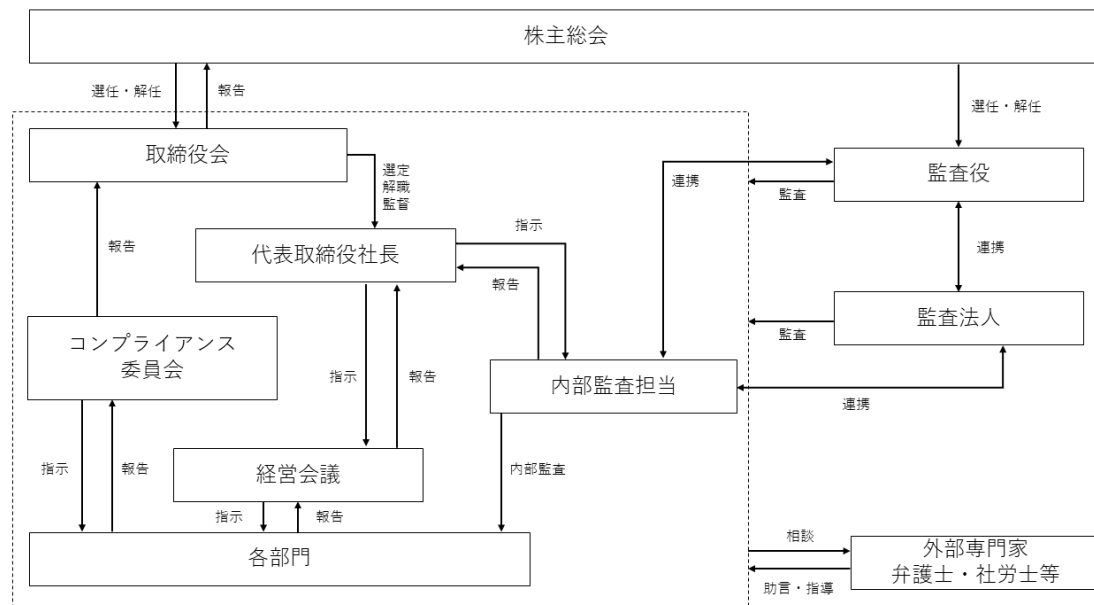 株主総会
選任・解任
報告
選任・解任
取締役会
選定
解職
監督
連携
監査役
監査
報告
代表取締役社長
指示
報告
連携
コンプライアンス
委員会
監査法人
監査
指示
報告
内部監査担当
連携
指示
報告
経営会議
内部監査
指示
報告
各部門
相談
外部専門家
弁護士・社労士等
助言・指導